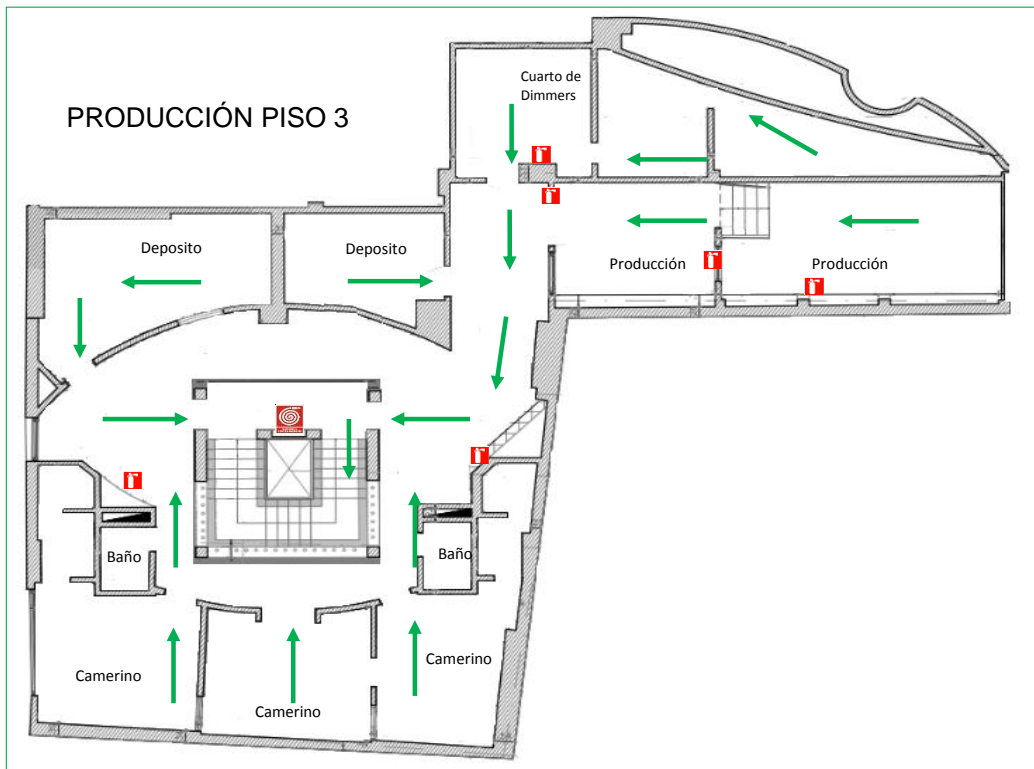 Cuarto de
Dimmers
PRODUCCIÓN PISO 3
Deposito
Deposito
Producción
Producción
Baño
Baño
Camerino
Camerino
Camerino